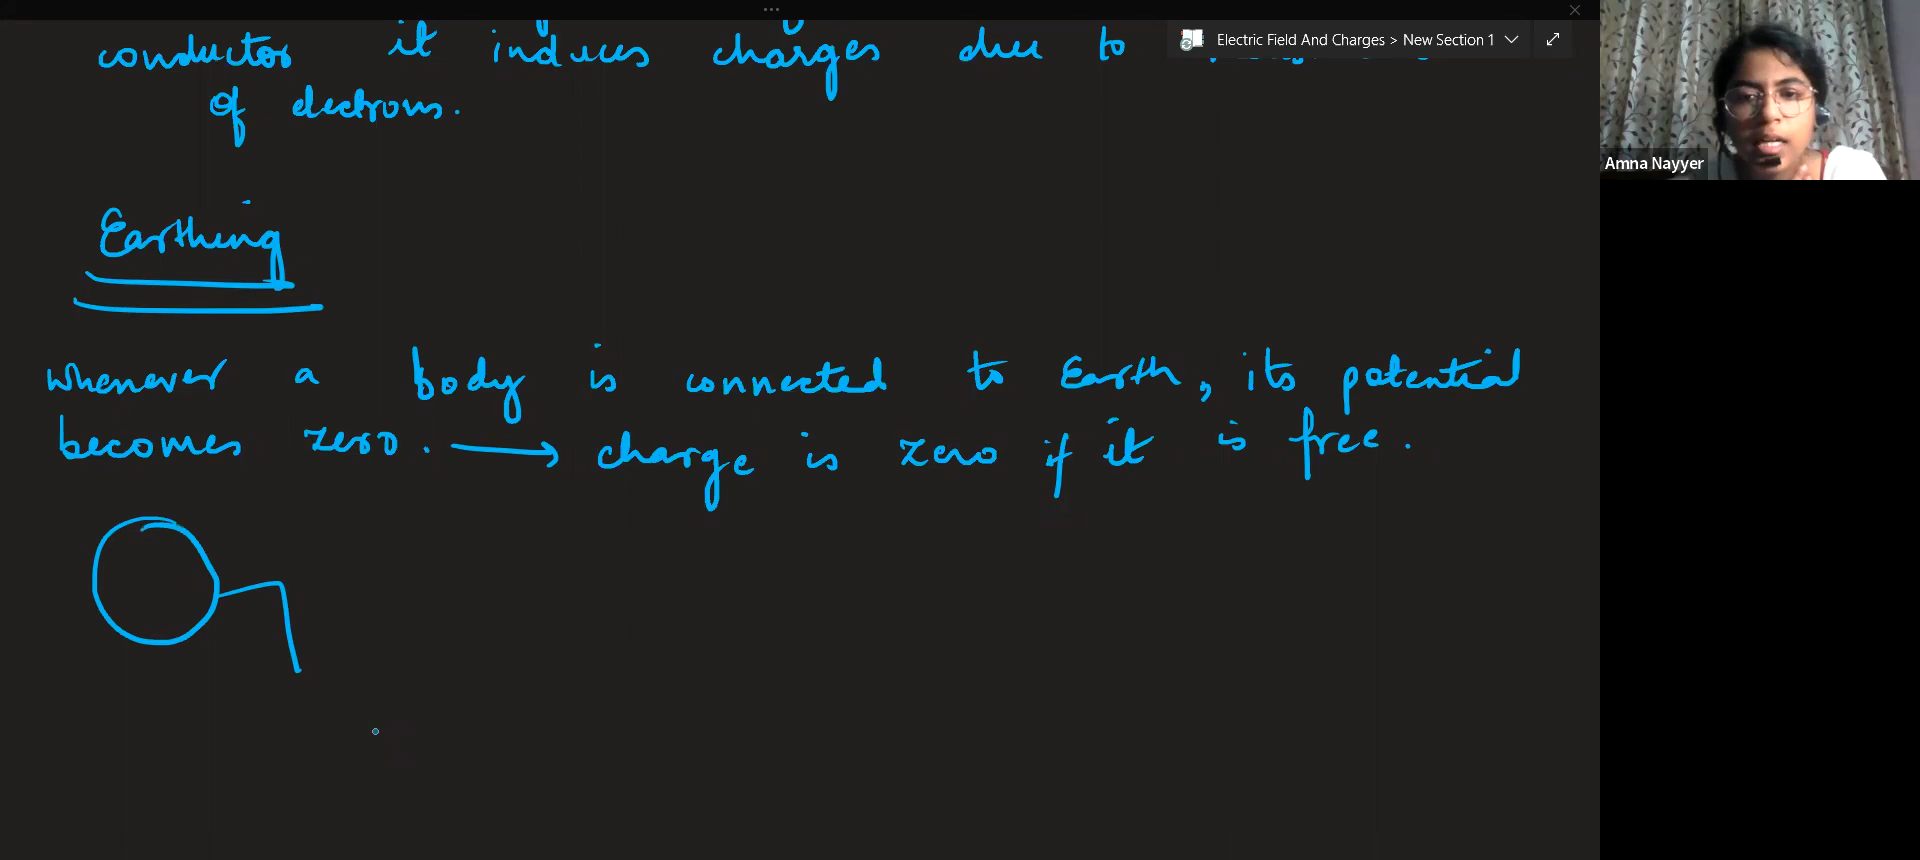 Electric Field And Charges > New Section 1
conductor it induces charges due to
of electrons.
Earthing
whenever a body is connected to Earth, its potential
becomes zero. → charge is zero if it is free.
Amna Nayyer